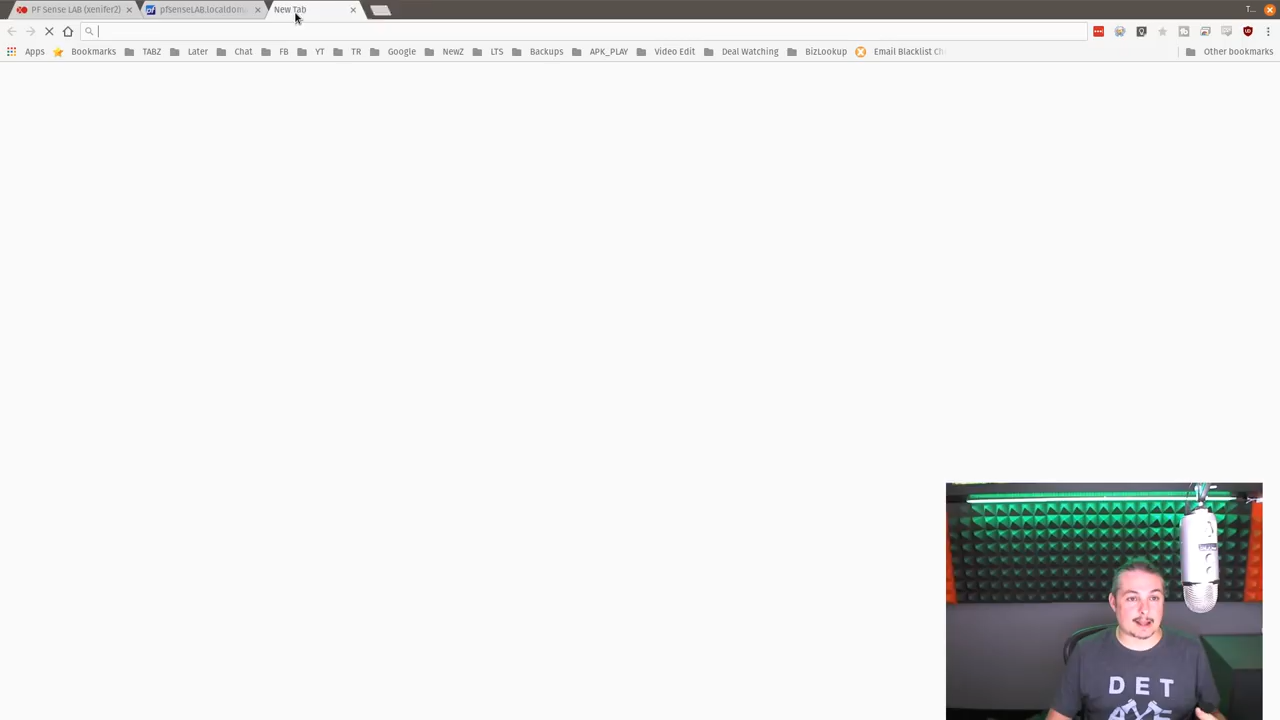 PF Sense LAB (xenifer2)
pfsenseLAB.localdom
New Tab
T...
Apps Bookmarks TABZ Later Chat FB YT TR Google NewZ LTS Backups APK_PLAY Video Edit Deal Watching BizLookup Email Blacklist Ch Other bookmarks
DET